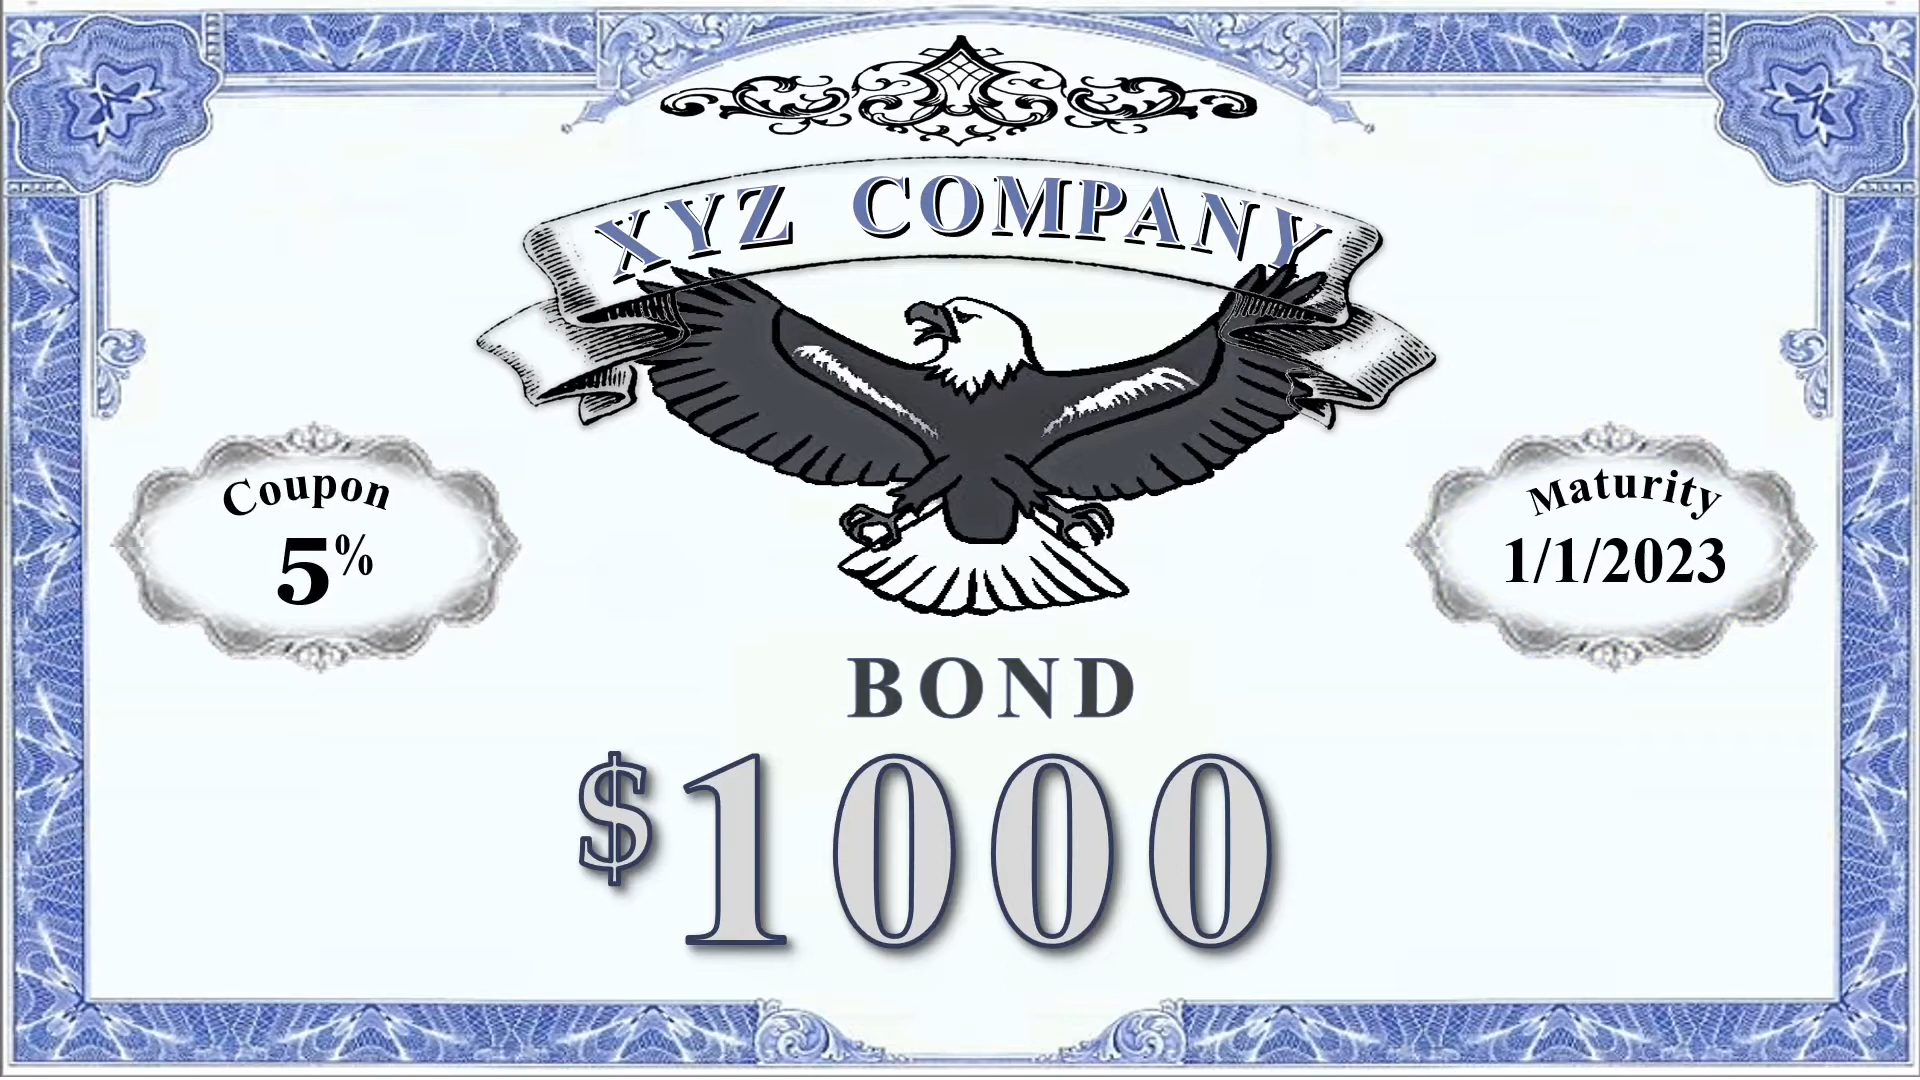 XYZ COMPANY
Coupon
5%
Maturity
1/1/2023
BOND
$1000